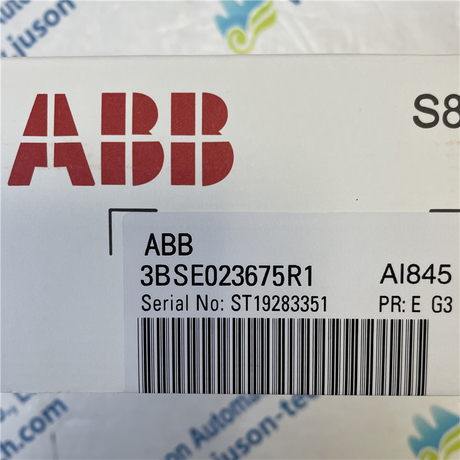 ABB
S8
ABB
3BSE023675R1 AI845
Serial No: ST19283351 PR: E G3